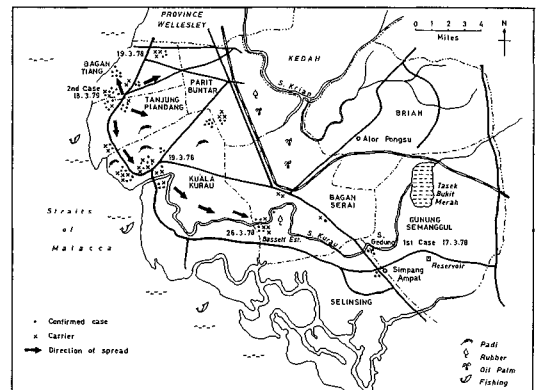 PROVINCE
WELLESLEY
0 1 2 3 4 5
Miles
N
KEDAH
19.3.78
BAGAN
TIANG
S. Krian
2nd Case
18.3.78
PARIT
BUNTAR
TANJUNG
PIANDANG
BRIAH
Alor Pongsu
19.3.78
KUALA
KURAU
BAGAN
SERAI
Tasek
Bukit
Merah
GUNUNG
SEMANGGUL
Straits
of
Malacca
26.3.78
Bassett Est.
S. Kurau
S.
Gedung
1st Case 17.3.78
Simpang
Ampat
Reservoir
SELINSING
Confirmed case
Carrier
Direction of spread
Padi
Rubber
Oil Palm
Fishing